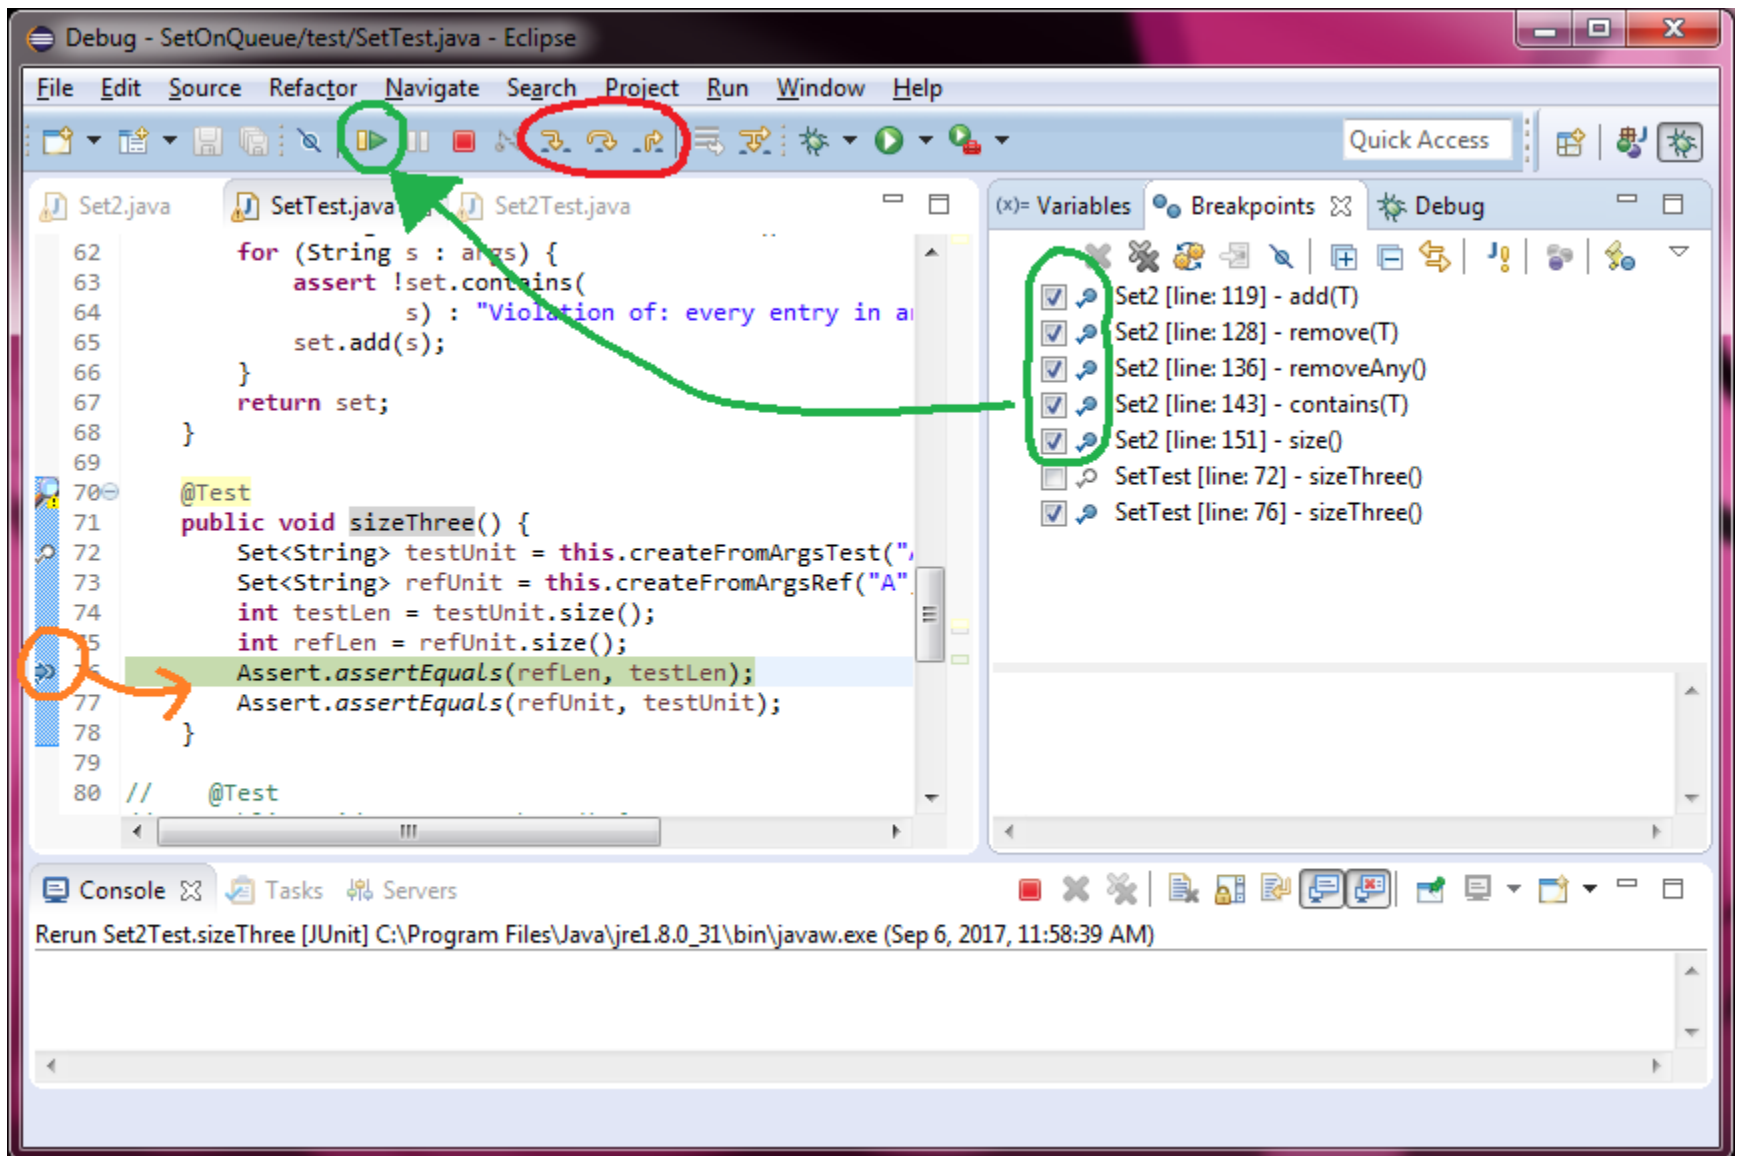 Debug - SetOnQueue/test/SetTest.java - Eclipse
File Edit Source Refactor Navigate Search Project Run Window Help
Quick Access
Set2.java SetTest.java Set2Test.java
62 for (String s : args) {
63 assert !set.contains(
64 s) : "Violation of: every entry in ar
65 set.add(s);
66 }
67 return set;
68 }
69
70 @Test
71 public void sizeThree() {
72 Set<String> testUnit = this.createFromArgsTest("A
73 Set<String> refUnit = this.createFromArgsRef("A"
74 int testLen = testUnit.size();
75 int refLen = refUnit.size();
76 Assert.assertEquals(refLen, testLen);
77 Assert.assertEquals(refUnit, testUnit);
78 }
79
80 // @Test
(x)= Variables Breakpoints Debug
Set2 [line: 119] - add(T)
Set2 [line: 128] - remove(T)
Set2 [line: 136] - removeAny()
Set2 [line: 143] - contains(T)
Set2 [line: 151] - size()
SetTest [line: 72] - sizeThree()
SetTest [line: 76] - sizeThree()
Console Tasks Servers
Rerun Set2Test.sizeThree [JUnit] C:\Program Files\Java\jre1.8.0_31\bin\javaw.exe (Sep 6, 2017, 11:58:39 AM)